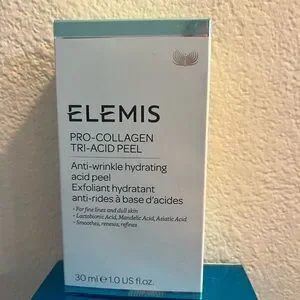 ELEMIS
PRO-COLLAGEN
TRI-ACID PEEL
Anti-wrinkle hydrating
acid peel
Exfoliant hydratant
anti-rides à base d'acides
• For fine lines and dull skin
• Lactobionic Acid, Mandelic Acid, Asiatic Acid
• Smoothes, renews, refines
30 ml e 1.0 US fl.oz.